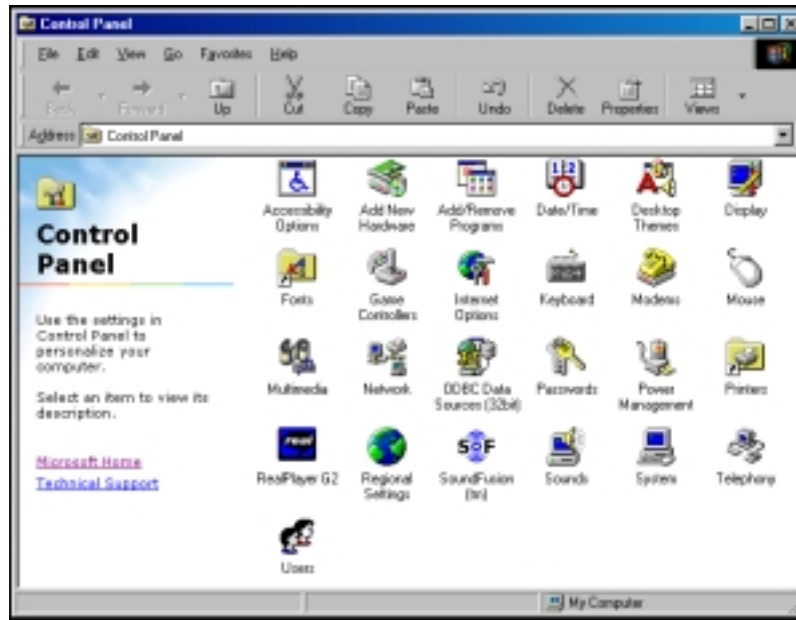 Control Panel
File Edit View Go Favorites Help
Back Forward Up Cut Copy Paste Undo Delete Properties Views
Address Control Panel
Control
Panel
Use the settings in
Control Panel to
personalize your
computer.
Select an item to view its
description.
Microsoft Home
Technical Support
12
Accessibility Add New Add/Remove Date/Time Desktop Display
Options Hardware Programs Themes
Fonts Game Internet Keyboard Modems Mouse
Controllers Options
Multimedia Network ODBC Data Passwords Power Printers
Sources (32bit) Management
real SoF
RealPlayer G2 Regional SoundFusion Sounds System Telephony
Settings (tm)
Users
My Computer